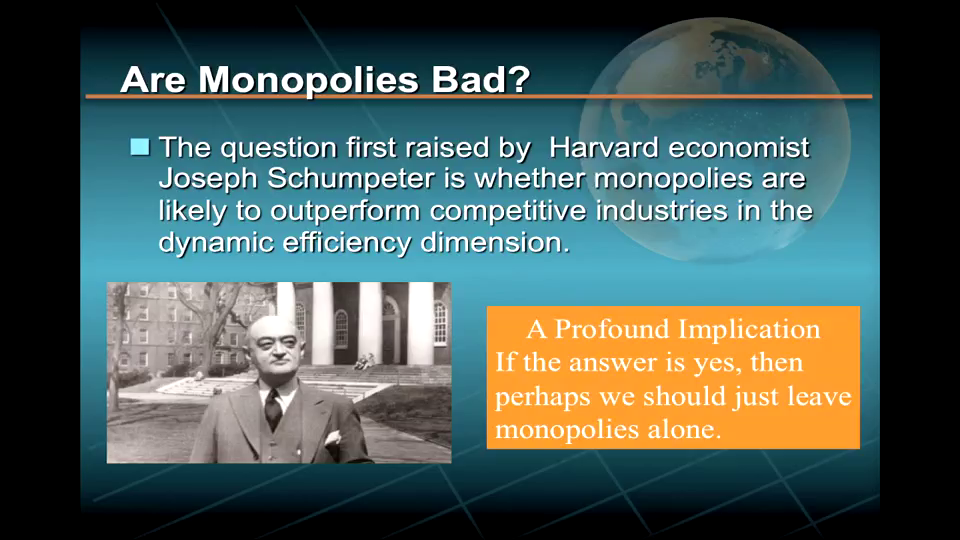 Are Monopolies Bad?
The question first raised by Harvard economist
Joseph Schumpeter is whether monopolies are
likely to outperform competitive industries in the
dynamic efficiency dimension.
A Profound Implication
If the answer is yes, then
perhaps we should just leave
monopolies alone.